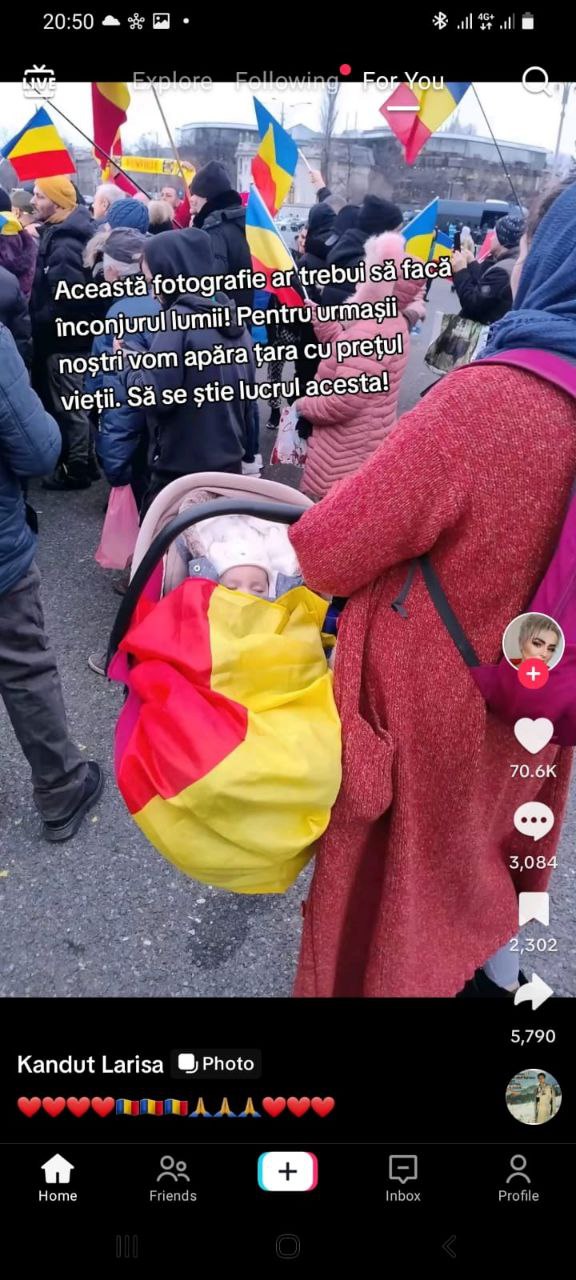 20:50
4G+
LIVE
Explore Following For You
Această fotografie ar trebui să facă
înconjurul lumii! Pentru urmașii
noștri vom apăra țara cu prețul
vieții. Să se știe lucrul acesta!
70.6K
3,084
2,302
5,790
Kandut Larisa Photo
Home
Friends
Inbox
Profile